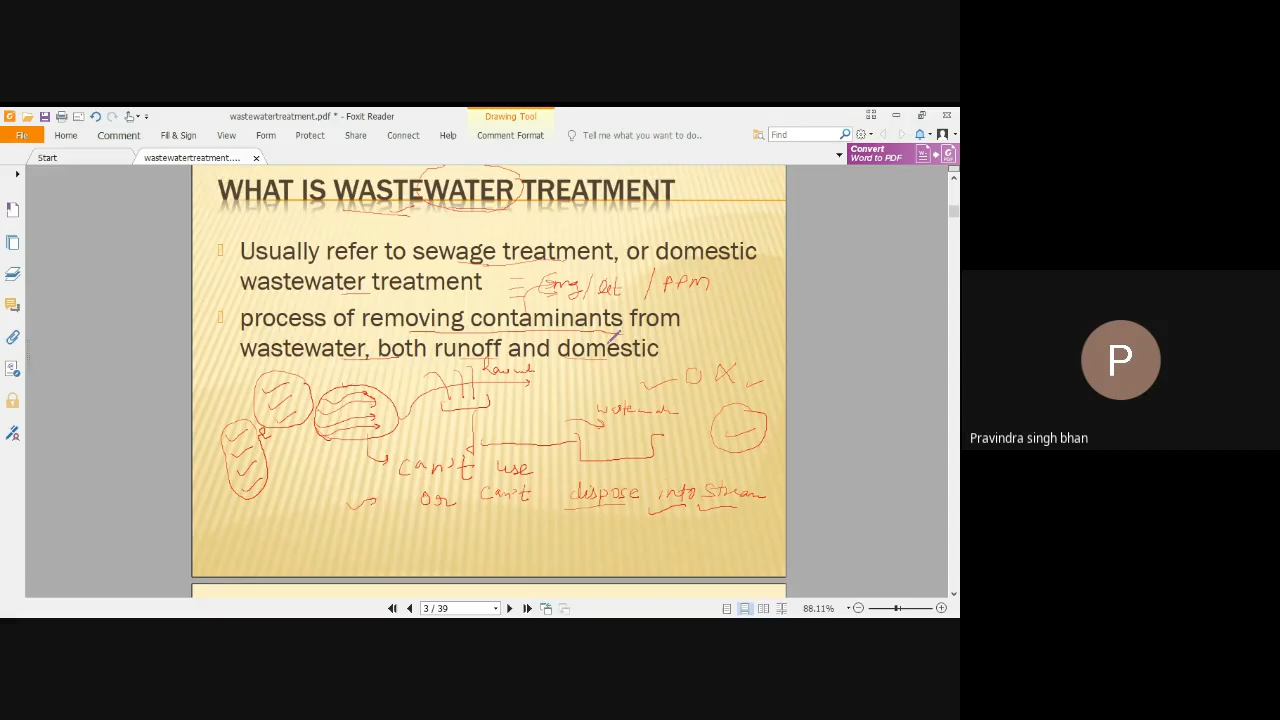 wastewatertreatment.pdf * - Foxit Reader
Drawing Tool
File
Home
Comment
Fill & Sign
View
Form
Protect
Share
Connect
Help
Comment Format
Tell me what you want to do..
Find
Start
wastewatertreatment....
Convert
Word to PDF
WHAT IS WASTEWATER TREATMENT
Usually refer to sewage treatment, or domestic
wastewater treatment
mg/lit / PPM
process of removing contaminants from
wastewater, both runoff and domestic
can't use
or can't dispose into stream
P
Pravindra singh bhan
3 / 39
88.11%